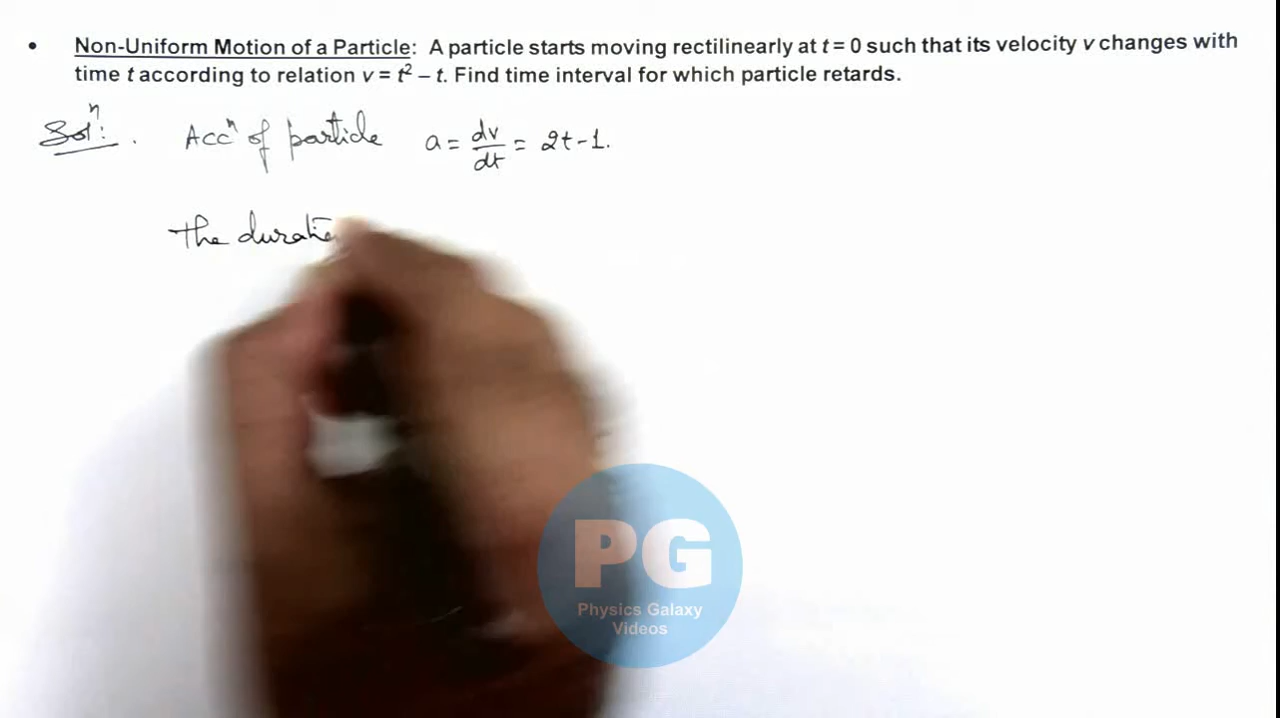 • Non-Uniform Motion of a Particle: A particle starts moving rectilinearly at t = 0 such that its velocity v changes with
time t according to relation v = t² – t. Find time interval for which particle retards.
Solⁿ: . Accⁿ of particle a = dv/dt = 2t-1.
The duration
PG
Physics Galaxy
Videos